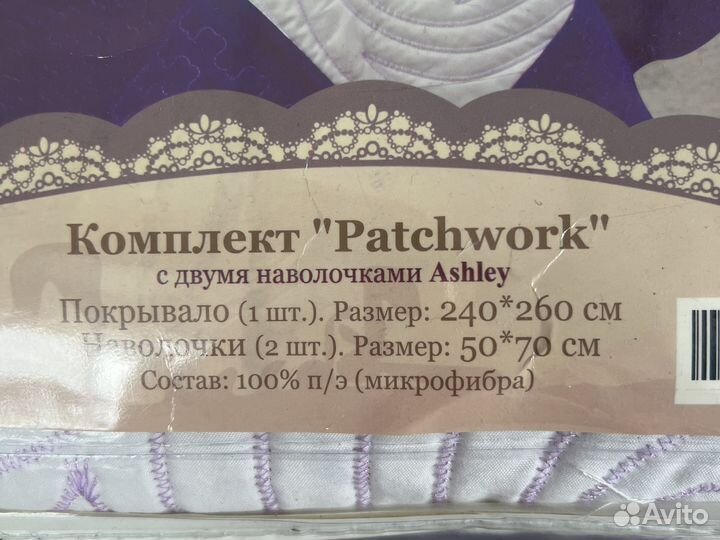 Комплект "Patchwork"
с двумя наволочками Ashley
Покрывало (1 шт.). Размер: 240*260 см
Наволочки (2 шт.). Размер: 50*70 см
Состав: 100% п/э (микрофибра)
Avito